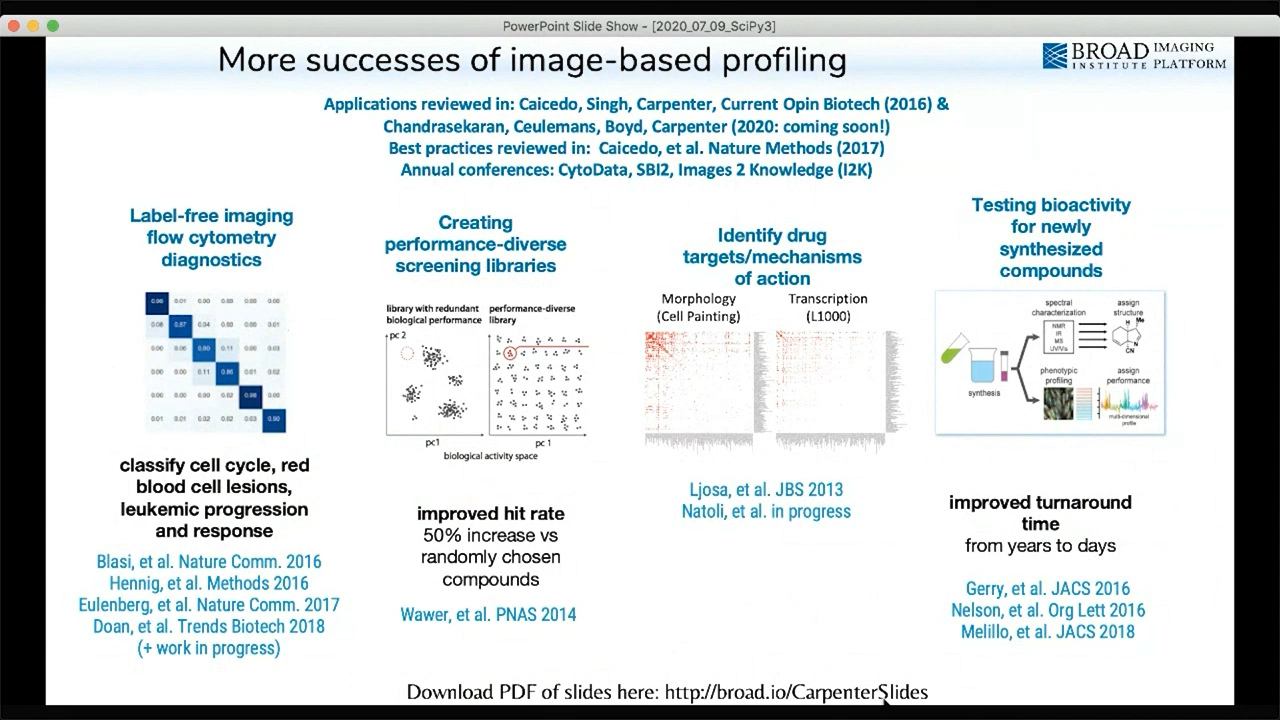 PowerPoint Slide Show - [2020_07_09_SciPy3]
More successes of image-based profiling
BROAD INSTITUTE
IMAGING PLATFORM
Applications reviewed in: Caicedo, Singh, Carpenter, Current Opin Biotech (2016) &
Chandrasekaran, Ceulemans, Boyd, Carpenter (2020: coming soon!)
Best practices reviewed in: Caicedo, et al. Nature Methods (2017)
Annual conferences: CytoData, SBI2, Images 2 Knowledge (I2K)
Label-free imaging
flow cytometry
diagnostics
classify cell cycle, red
blood cell lesions,
leukemic progression
and response
Blasi, et al. Nature Comm. 2016
Hennig, et al. Methods 2016
Eulenberg, et al. Nature Comm. 2017
Doan, et al. Trends Biotech 2018
(+ work in progress)
Creating
performance-diverse
screening libraries
library with redundant
biological performance
performance-diverse
library
pc 2
pc1
pc 1
biological activity space
improved hit rate
50% increase vs
randomly chosen
compounds
Wawer, et al. PNAS 2014
Identify drug
targets/mechanisms
of action
Morphology
(Cell Painting)
Transcription
(L1000)
Ljosa, et al. JBS 2013
Natoli, et al. in progress
Testing bioactivity
for newly
synthesized
compounds
spectral
characterization
assign
structure
NMR
IR
MS
UV/Vis
H
Me
CN
synthesis
phenotypic
profiling
assign
performance
multi-dimensional
profile
improved turnaround
time
from years to days
Gerry, et al. JACS 2016
Nelson, et al. Org Lett 2016
Melillo, et al. JACS 2018
Download PDF of slides here: http://broad.io/CarpenterSlides